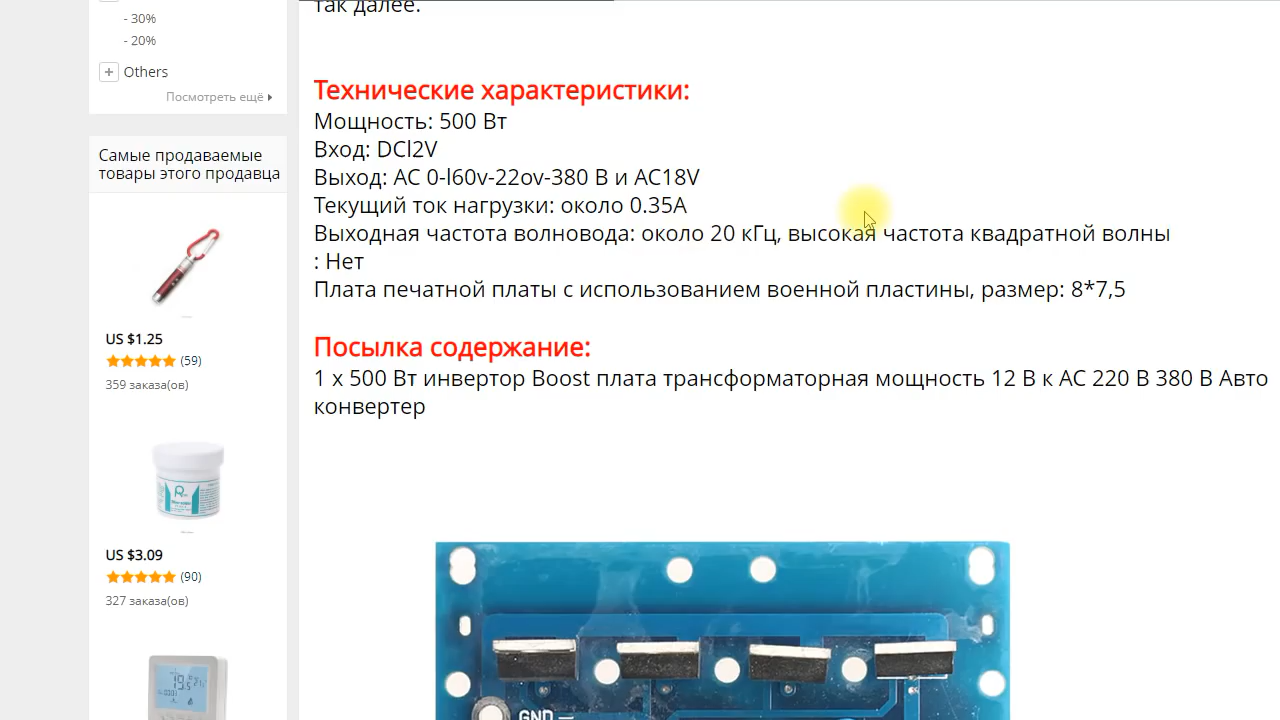 - 30%
- 20%
Others
Посмотреть ещё
Самые продаваемые
товары этого продавца
US $1.25
(59)
359 заказа(ов)
US $3.09
(90)
327 заказа(ов)
так далее.
Технические характеристики:
Мощность: 500 Вт
Вход: DCl2V
Выход: AC 0-l60v-22ov-380 В и AC18V
Текущий ток нагрузки: около 0.35A
Выходная частота волновода: около 20 кГц, высокая частота квадратной волны
: Нет
Плата печатной платы с использованием военной пластины, размер: 8*7,5
Посылка содержание:
1 x 500 Вт инвертор Boost плата трансформаторная мощность 12 В к AC 220 В 380 В Авто
конвертер
GND